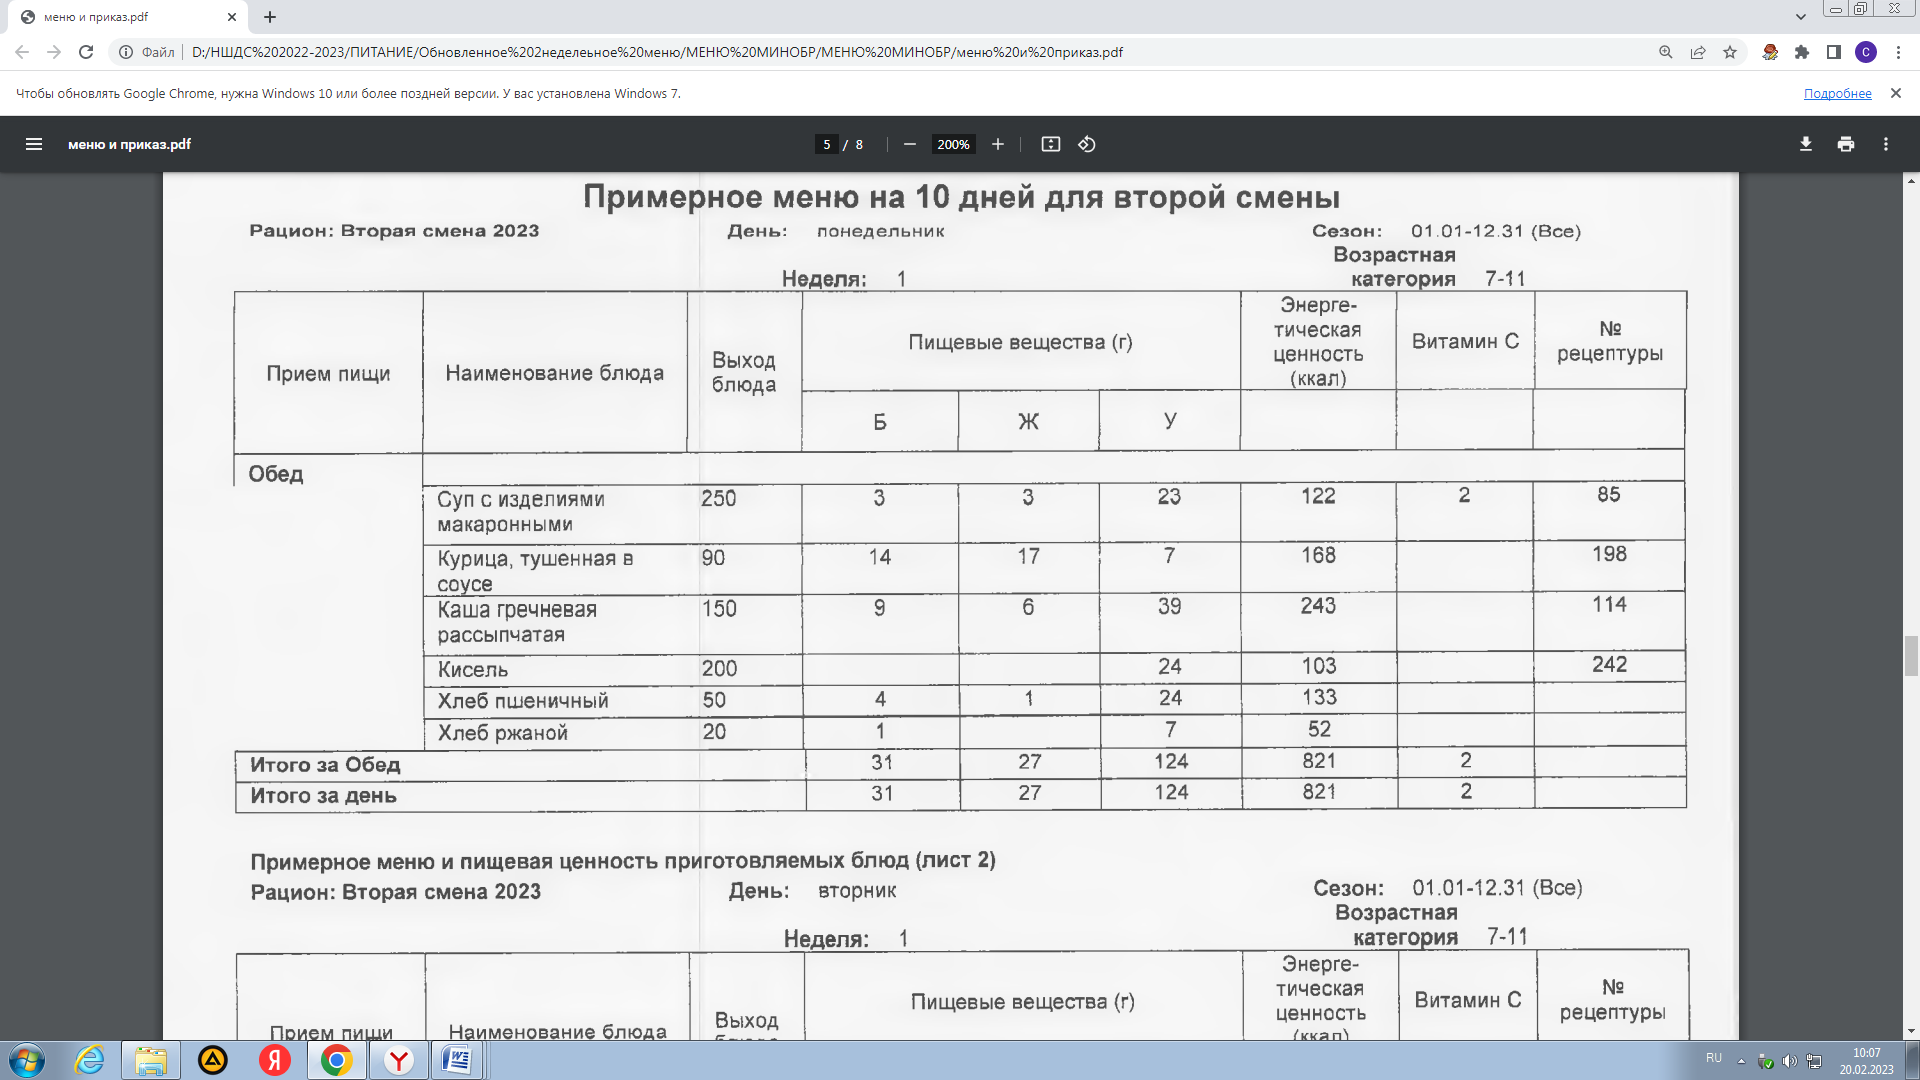 меню и приказ.pdf
Файл
D:/НШДС%202022-2023/ПИТАНИЕ/Обновленное%202неделеьное%20меню/МЕНЮ%20МИНОБР/МЕНЮ%20МИНОБР/меню%20и%20приказ.pdf
C
Чтобы обновлять Google Chrome, нужна Windows 10 или более поздней версии. У вас установлена Windows 7.
Подробнее
меню и приказ.pdf
5 / 8
200%
Примерное меню на 10 дней для второй смены
Рацион: Вторая смена 2023 День: понедельник Сезон: 01.01-12.31 (Все)
Неделя: 1 Возрастная категория 7-11
Прием пищи Наименование блюда Выход блюда Пищевые вещества (г) Энерге-тическая ценность (ккал) Витамин С № рецептуры
Б Ж У
Обед
Суп с изделиями макаронными 250 3 3 23 122 2 85
Курица, тушенная в соусе 90 14 17 7 168 198
Каша гречневая рассыпчатая 150 9 6 39 243 114
Кисель 200 24 103 242
Хлеб пшеничный 50 4 1 24 133
Хлеб ржаной 20 1 7 52
Итого за Обед 31 27 124 821 2
Итого за день 31 27 124 821 2
Примерное меню и пищевая ценность приготовляемых блюд (лист 2)
Рацион: Вторая смена 2023 День: вторник Сезон: 01.01-12.31 (Все)
Неделя: 1 Возрастная категория 7-11
Прием пищи Наименование блюда Выход блюда Пищевые вещества (г) Энерге-тическая ценность (ккал) Витамин С № рецептуры
RU
10:07
20.02.2023